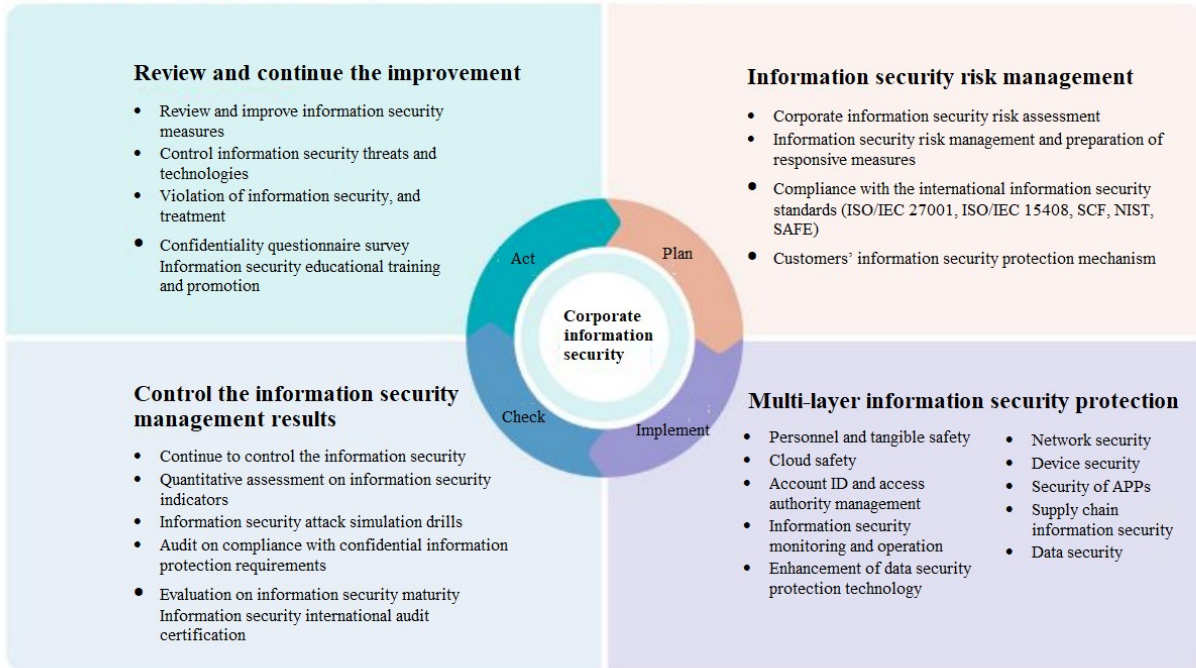 Review and continue the improvement
• Review and improve information security
measures
• Control information security threats and
technologies
• Violation of information security, and
treatment
• Confidentiality questionnaire survey
Information security educational training
and promotion
Information security risk management
• Corporate information security risk assessment
• Information security risk management and preparation of
responsive measures
• Compliance with the international information security
standards (ISO/IEC 27001, ISO/IEC 15408, SCF, NIST,
SAFE)
• Customers’ information security protection mechanism
Act
Plan
Corporate
information
security
Check
Implement
Control the information security
management results
• Continue to control the information security
• Quantitative assessment on information security
indicators
• Information security attack simulation drills
• Audit on compliance with confidential information
protection requirements
• Evaluation on information security maturity
Information security international audit
certification
Multi-layer information security protection
• Personnel and tangible safety
• Cloud safety
• Account ID and access
authority management
• Information security
monitoring and operation
• Enhancement of data security
protection technology
• Network security
• Device security
• Security of APPs
• Supply chain
information security
• Data security